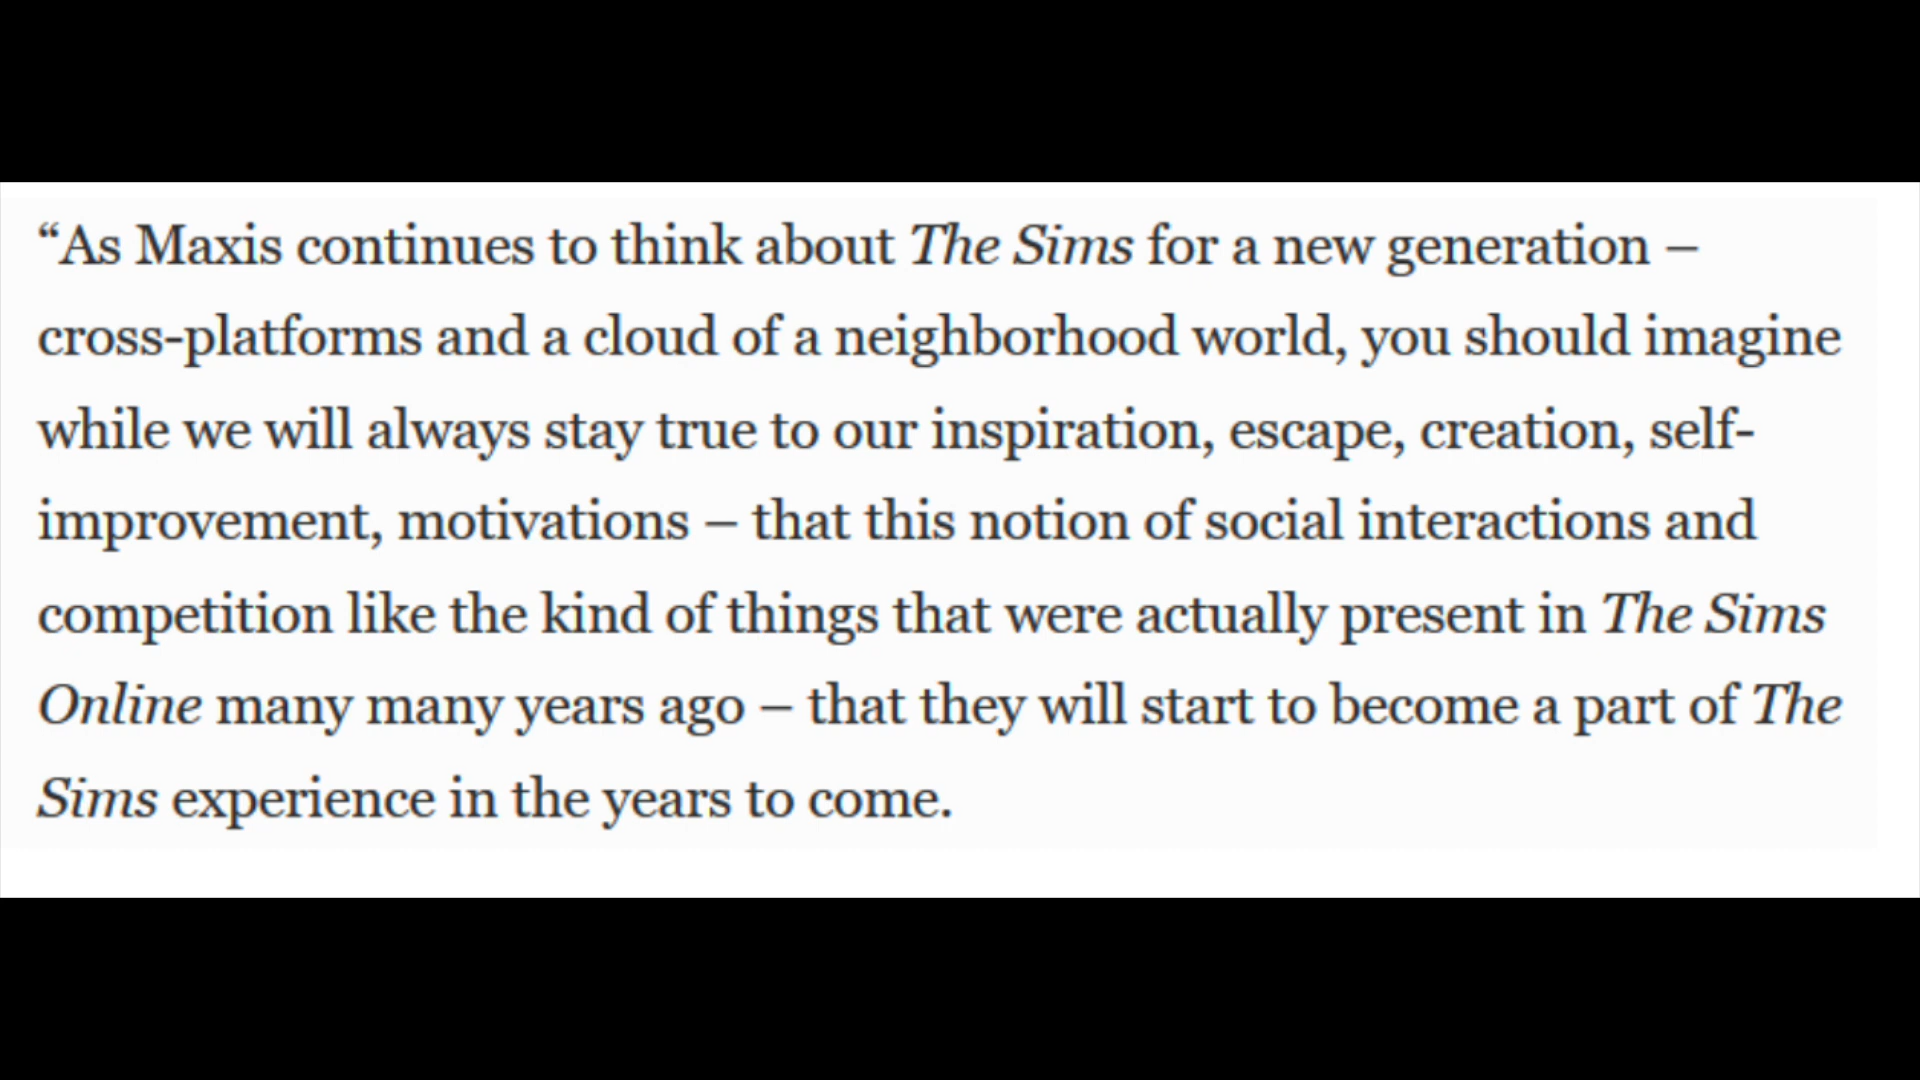 “As Maxis continues to think about The Sims for a new generation –
cross-platforms and a cloud of a neighborhood world, you should imagine
while we will always stay true to our inspiration, escape, creation, self-
improvement, motivations – that this notion of social interactions and
competition like the kind of things that were actually present in The Sims
Online many many years ago – that they will start to become a part of The
Sims experience in the years to come.